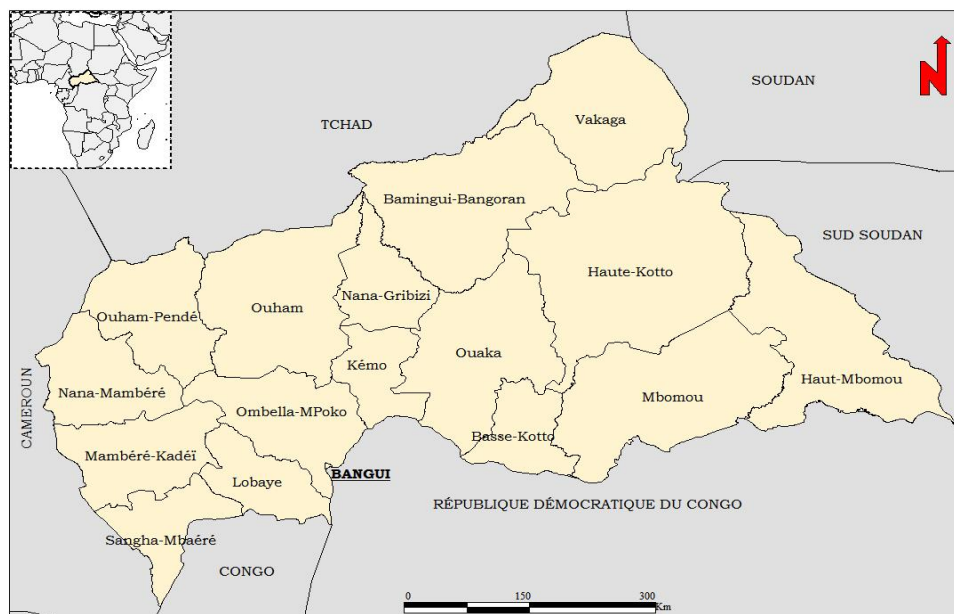 SOUDAN
N
TCHAD
Vakaga
Bamingui-Bangoran
SUD SOUDAN
Haute-Kotto
Nana-Gribizi
Ouham
Ouham-Pendé
Ouaka
Kémo
CAMEROUN
Nana-Mambéré
Haut-Mbomou
Mbomou
Ombella-MPoko
Basse-Kotto
Mambéré-Kadéï
BANGUI
Lobaye
RÉPUBLIQUE DÉMOCRATIQUE DU CONGO
Sangha-Mbaéré
CONGO
0 150 300
Km